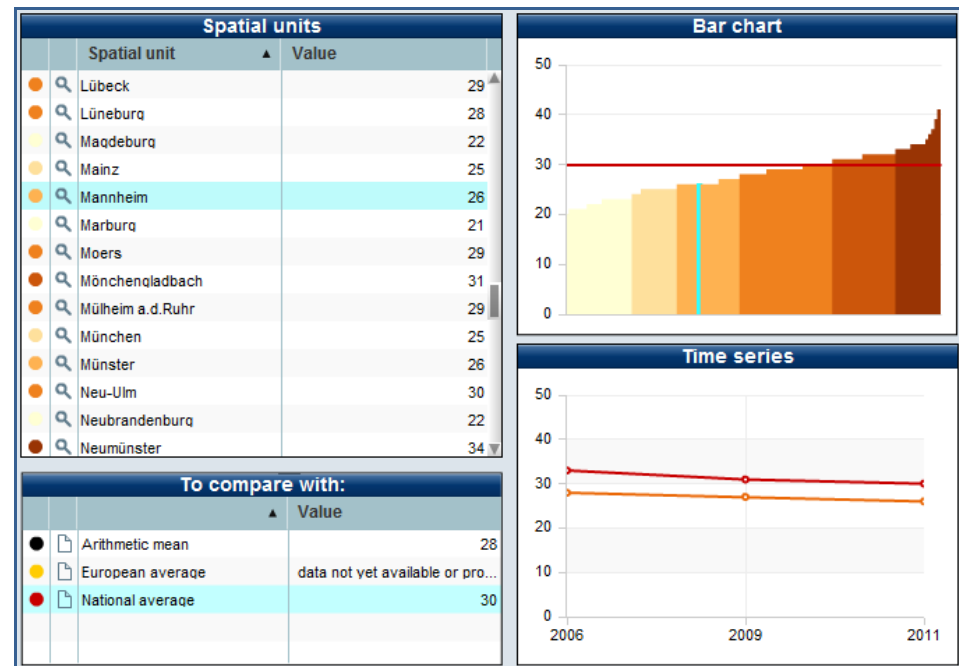 Spatial units
Spatial unit ▲ Value
Lübeck 29
Lüneburg 28
Magdeburg 22
Mainz 25
Mannheim 26
Marburg 21
Moers 29
Mönchengladbach 31
Mülheim a.d.Ruhr 29
München 25
Münster 26
Neu-Ulm 30
Neubrandenburg 22
Neumünster 34
To compare with:
▲ Value
Arithmetic mean 28
European average data not yet available or pro...
National average 30
Bar chart
50
40
30
20
10
0
Time series
50
40
30
20
10
0
2006 2009 2011